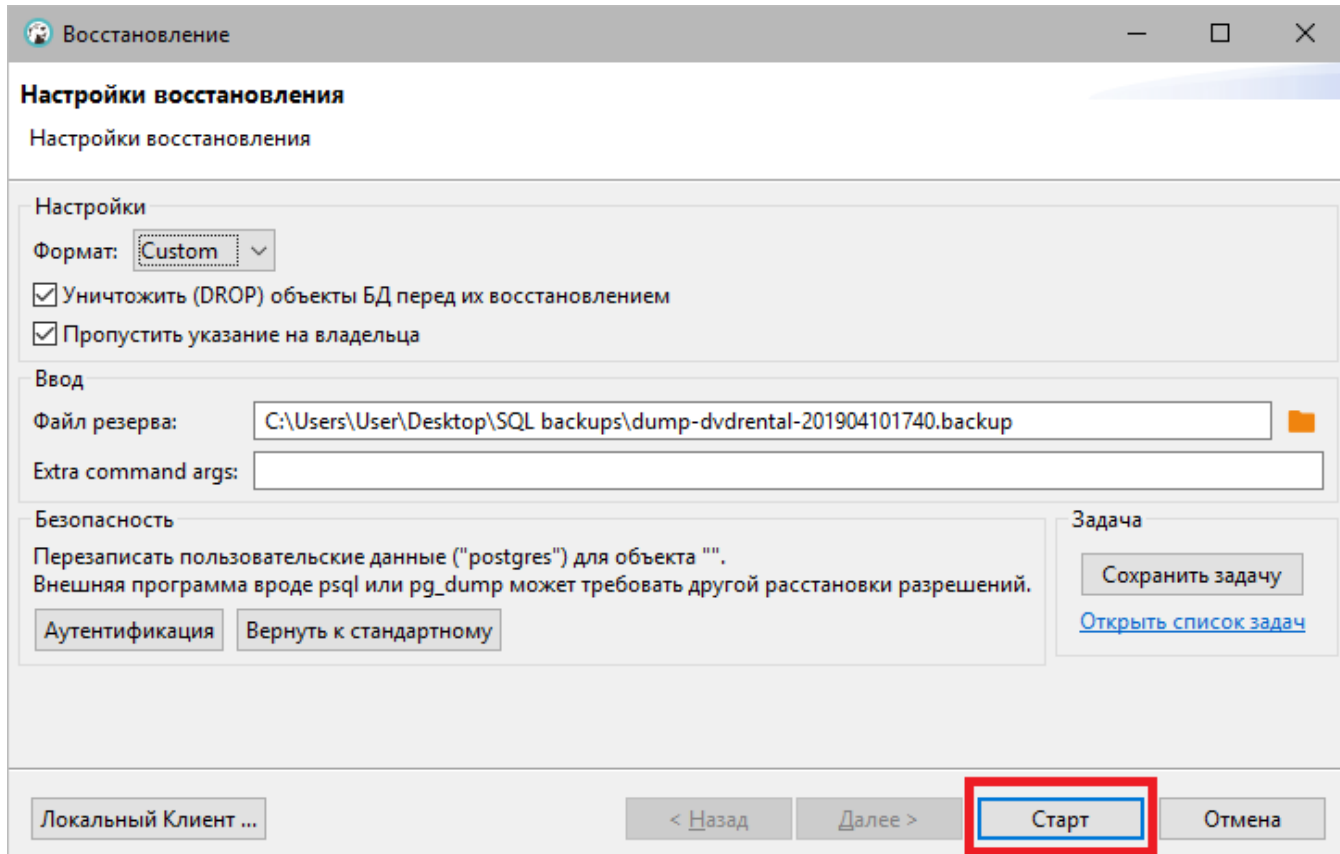 Восстановление
Настройки восстановления
Настройки восстановления
Настройки
Формат: Custom
Уничтожить (DROP) объекты БД перед их восстановлением
Пропустить указание на владельца
Ввод
Файл резерва: C:\Users\User\Desktop\SQL backups\dump-dvdrental-201904101740.backup
Extra command args:
Безопасность
Перезаписать пользовательские данные ("postgres") для объекта "".
Внешняя программа вроде psql или pg_dump может требовать другой расстановки разрешений.
Аутентификация Вернуть к стандартному
Задача
Сохранить задачу
Открыть список задач
Локальный Клиент ... < Назад Далее > Старт Отмена